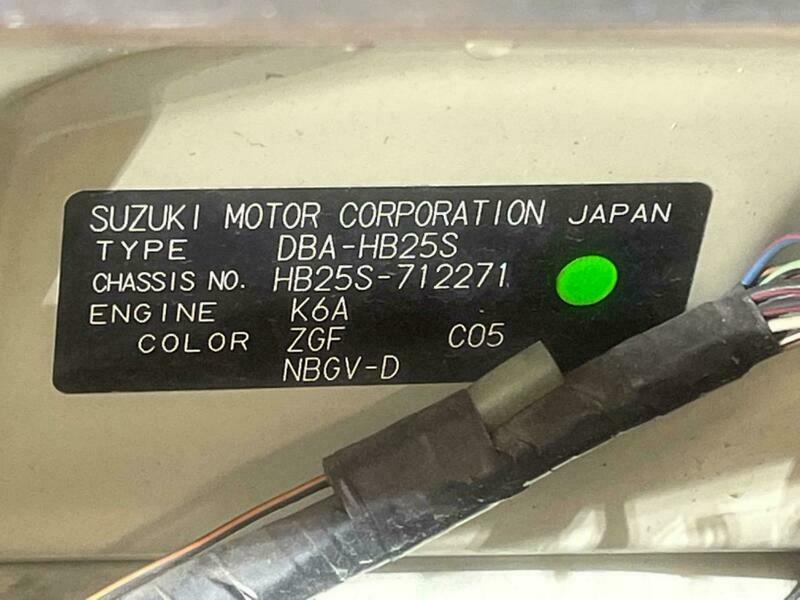 SUZUKI MOTOR CORPORATION JAPAN
TYPE DBA-HB25S
CHASSIS NO. HB25S-712271
ENGINE K6A
COLOR ZGF C05
NBGV-D